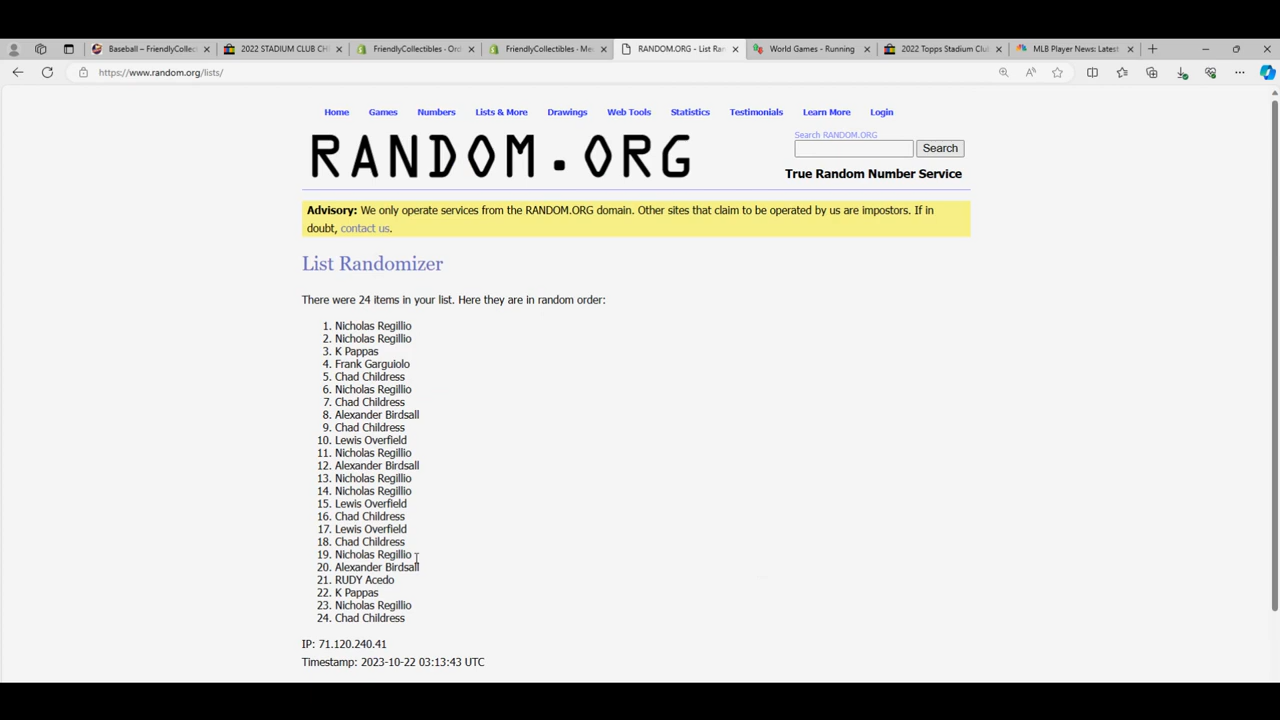 Baseball – FriendlyCollec
2022 STADIUM CLUB CH
FriendlyCollectibles - Ord
FriendlyCollectibles - Me
RANDOM.ORG - List Ran
World Games - Running
2022 Topps Stadium Clu
MLB Player News: Latest
https://www.random.org/lists/
Home Games Numbers Lists & More Drawings Web Tools Statistics Testimonials Learn More Login
RANDOM.ORG
Search RANDOM.ORG
Search
True Random Number Service
Advisory: We only operate services from the RANDOM.ORG domain. Other sites that claim to be operated by us are impostors. If in
doubt, contact us.
List Randomizer
There were 24 items in your list. Here they are in random order:
1. Nicholas Regillio
2. Nicholas Regillio
3. K Pappas
4. Frank Garguiolo
5. Chad Childress
6. Nicholas Regillio
7. Chad Childress
8. Alexander Birdsall
9. Chad Childress
10. Lewis Overfield
11. Nicholas Regillio
12. Alexander Birdsall
13. Nicholas Regillio
14. Nicholas Regillio
15. Lewis Overfield
16. Chad Childress
17. Lewis Overfield
18. Chad Childress
19. Nicholas Regillio
20. Alexander Birdsall
21. RUDY Acedo
22. K Pappas
23. Nicholas Regillio
24. Chad Childress
IP: 71.120.240.41
Timestamp: 2023-10-22 03:13:43 UTC